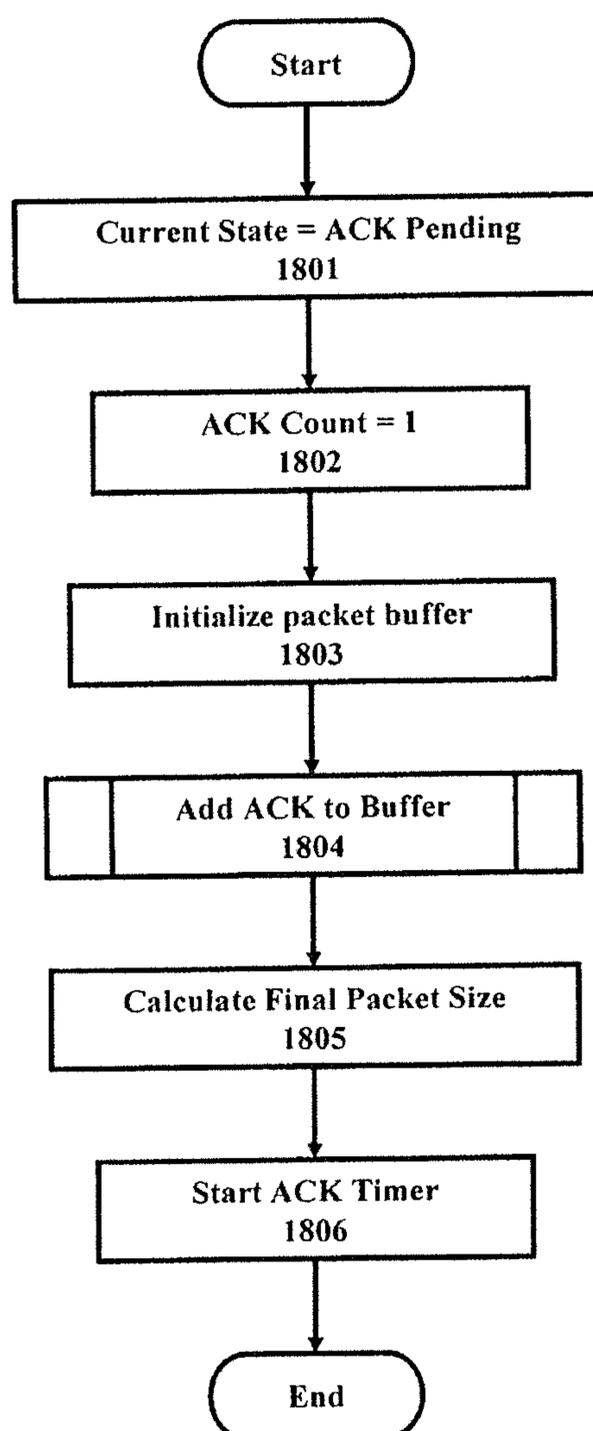 Start
Current State = ACK Pending
1801
ACK Count = 1
1802
Initialize packet buffer
1803
Add ACK to Buffer
1804
Calculate Final Packet Size
1805
Start ACK Timer
1806
End